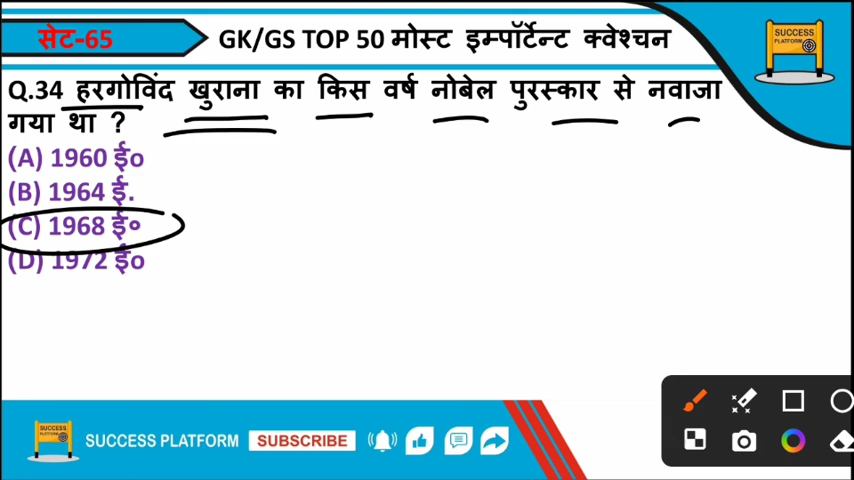 सेट-65
GK/GS TOP 50 मोस्ट इम्पॉर्टेन्ट क्वेश्चन
SUCCESS
PLATFORM
Q.34 हरगोविंद खुराना का किस वर्ष नोबेल पुरस्कार से नवाजा
गया था ?
(A) 1960 ई०
(B) 1964 ई.
(C) 1968 ई०
(D) 1972 ई०
SUCCESS
PLATFORM
SUCCESS PLATFORM
SUBSCRIBE